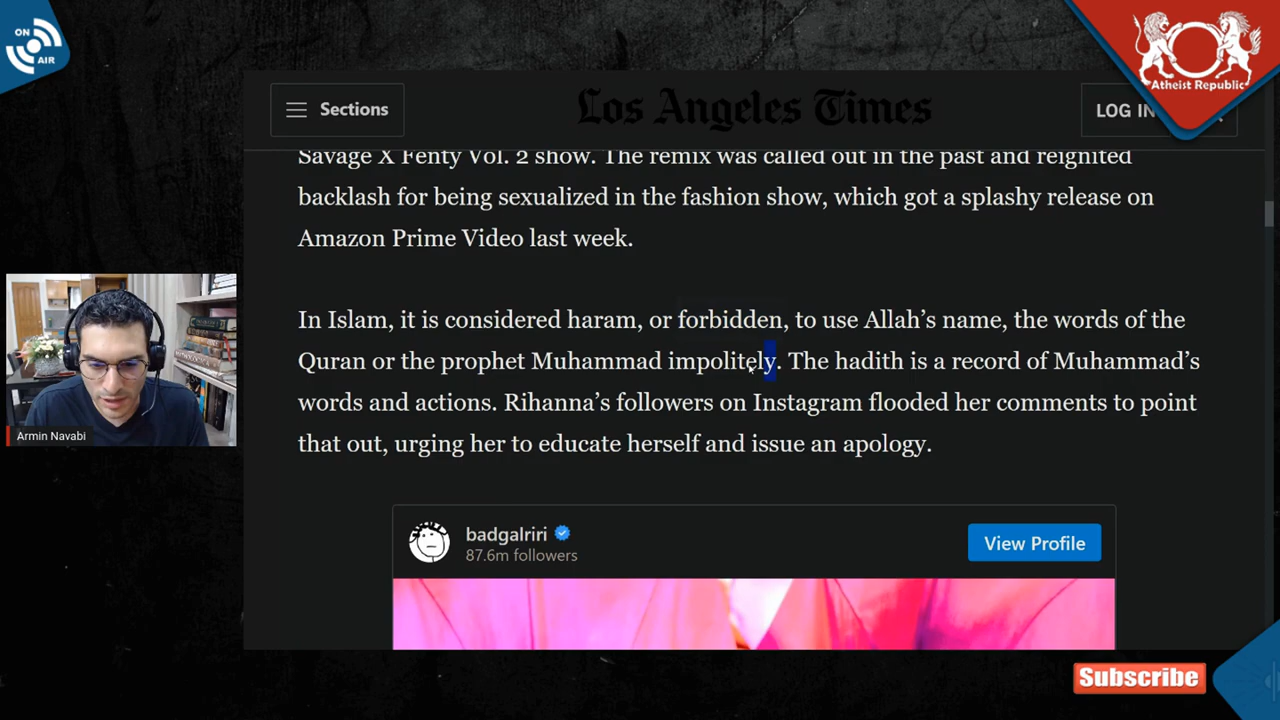 ON
AIR
Sections
Los Angeles Times
LOG IN
Atheist Republic
Savage X Fenty Vol. 2 show. The remix was called out in the past and reignited
backlash for being sexualized in the fashion show, which got a splashy release on
Amazon Prime Video last week.
In Islam, it is considered haram, or forbidden, to use Allah’s name, the words of the
Quran or the prophet Muhammad impolitely. The hadith is a record of Muhammad’s
words and actions. Rihanna’s followers on Instagram flooded her comments to point
that out, urging her to educate herself and issue an apology.
Armin Navabi
badgalriri
87.6m followers
View Profile
Subscribe